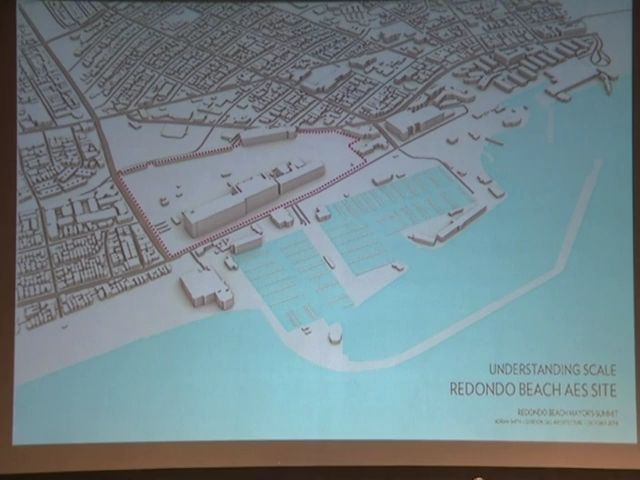 UNDERSTANDING SCALE
REDONDO BEACH AES SITE
REDONDO BEACH MAYOR'S SUMMIT